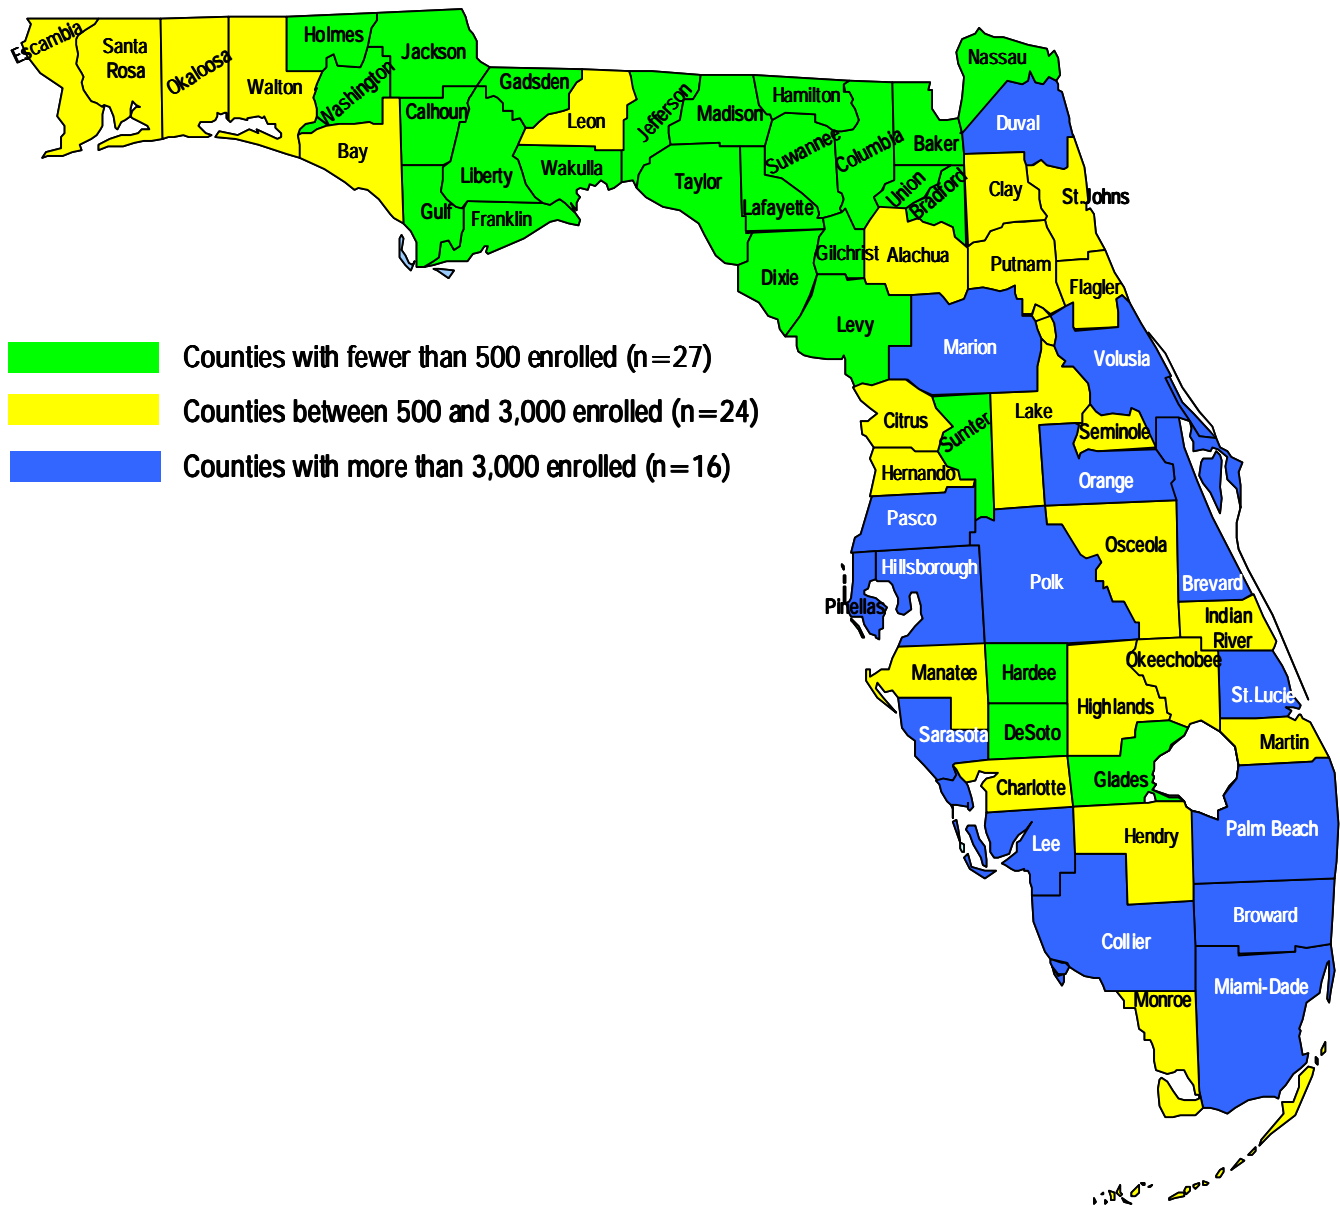 Escambia
Santa
Rosa
Okaloosa
Walton
Holmes
Washington
Jackson
Bay
Calhoun
Gulf
Liberty
Franklin
Gadsden
Leon
Wakulla
Jefferson
Madison
Taylor
Hamilton
Suwannee
Lafayette
Dixie
Columbia
Gilchrist
Levy
Baker
Union
Bradford
Alachua
Nassau
Duval
Clay
St.Johns
Putnam
Flagler
Marion
Volusia
Counties with fewer than 500 enrolled (n=27)
Counties between 500 and 3,000 enrolled (n=24)
Counties with more than 3,000 enrolled (n=16)
Citrus
Sumter
Lake
Seminole
Hernando
Orange
Pasco
Osceola
Hillsborough
Polk
Brevard
Pinellas
Indian
River
Manatee
Hardee
Okeechobee
Highlands
St.Lucie
Sarasota
DeSoto
Martin
Charlotte
Glades
Lee
Hendry
Palm Beach
Broward
Collier
Miami-Dade
Monroe